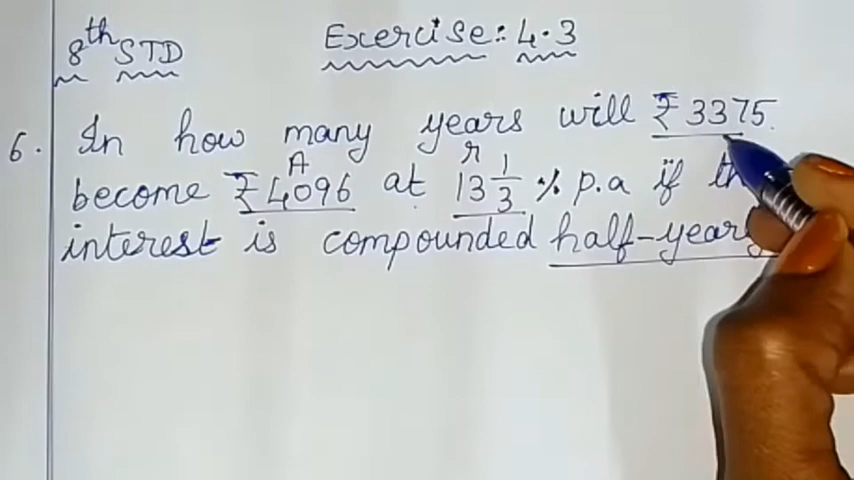 8th STD
Exercise: 4.3
6. In how many years will ₹ 3375
A r
become ₹ 4096 at 13 1/3 % p.a if
interest is compounded half-year